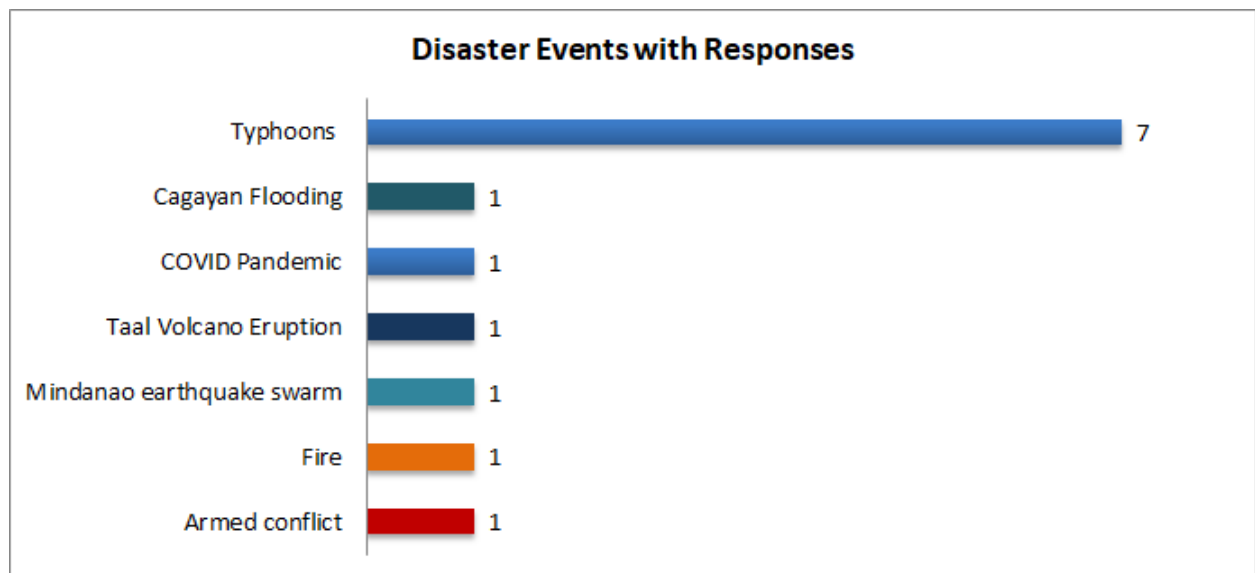 Disaster Events with Responses
Typhoons 7
Cagayan Flooding 1
COVID Pandemic 1
Taal Volcano Eruption 1
Mindanao earthquake swarm 1
Fire 1
Armed conflict 1